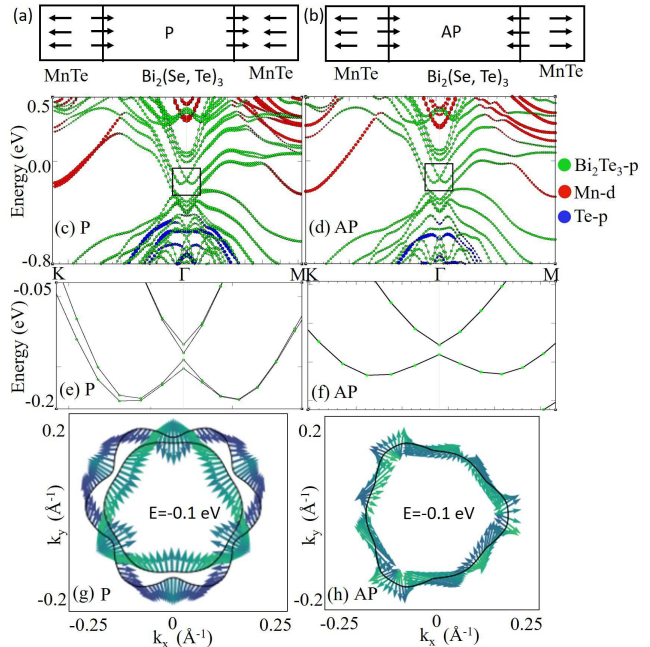 (a)
P
(b)
AP
MnTe
Bi2(Se, Te)3
MnTe
MnTe
Bi2(Se, Te)3
MnTe
0.5
-0.0
-0.8
Energy (eV)
(c) P
(d) AP
Bi2Te3-p
Mn-d
Te-p
K
Γ
M
K
Γ
M
-0.05
-0.2
Energy (eV)
(e) P
(f) AP
0.2
-0.2
ky (Å-1)
E=-0.1 eV
(g) P
0.2
-0.2
ky (Å-1)
E=-0.1 eV
(h) AP
-0.25
0
0.25
kx (Å-1)
-0.25
0
0.25
kx (Å-1)